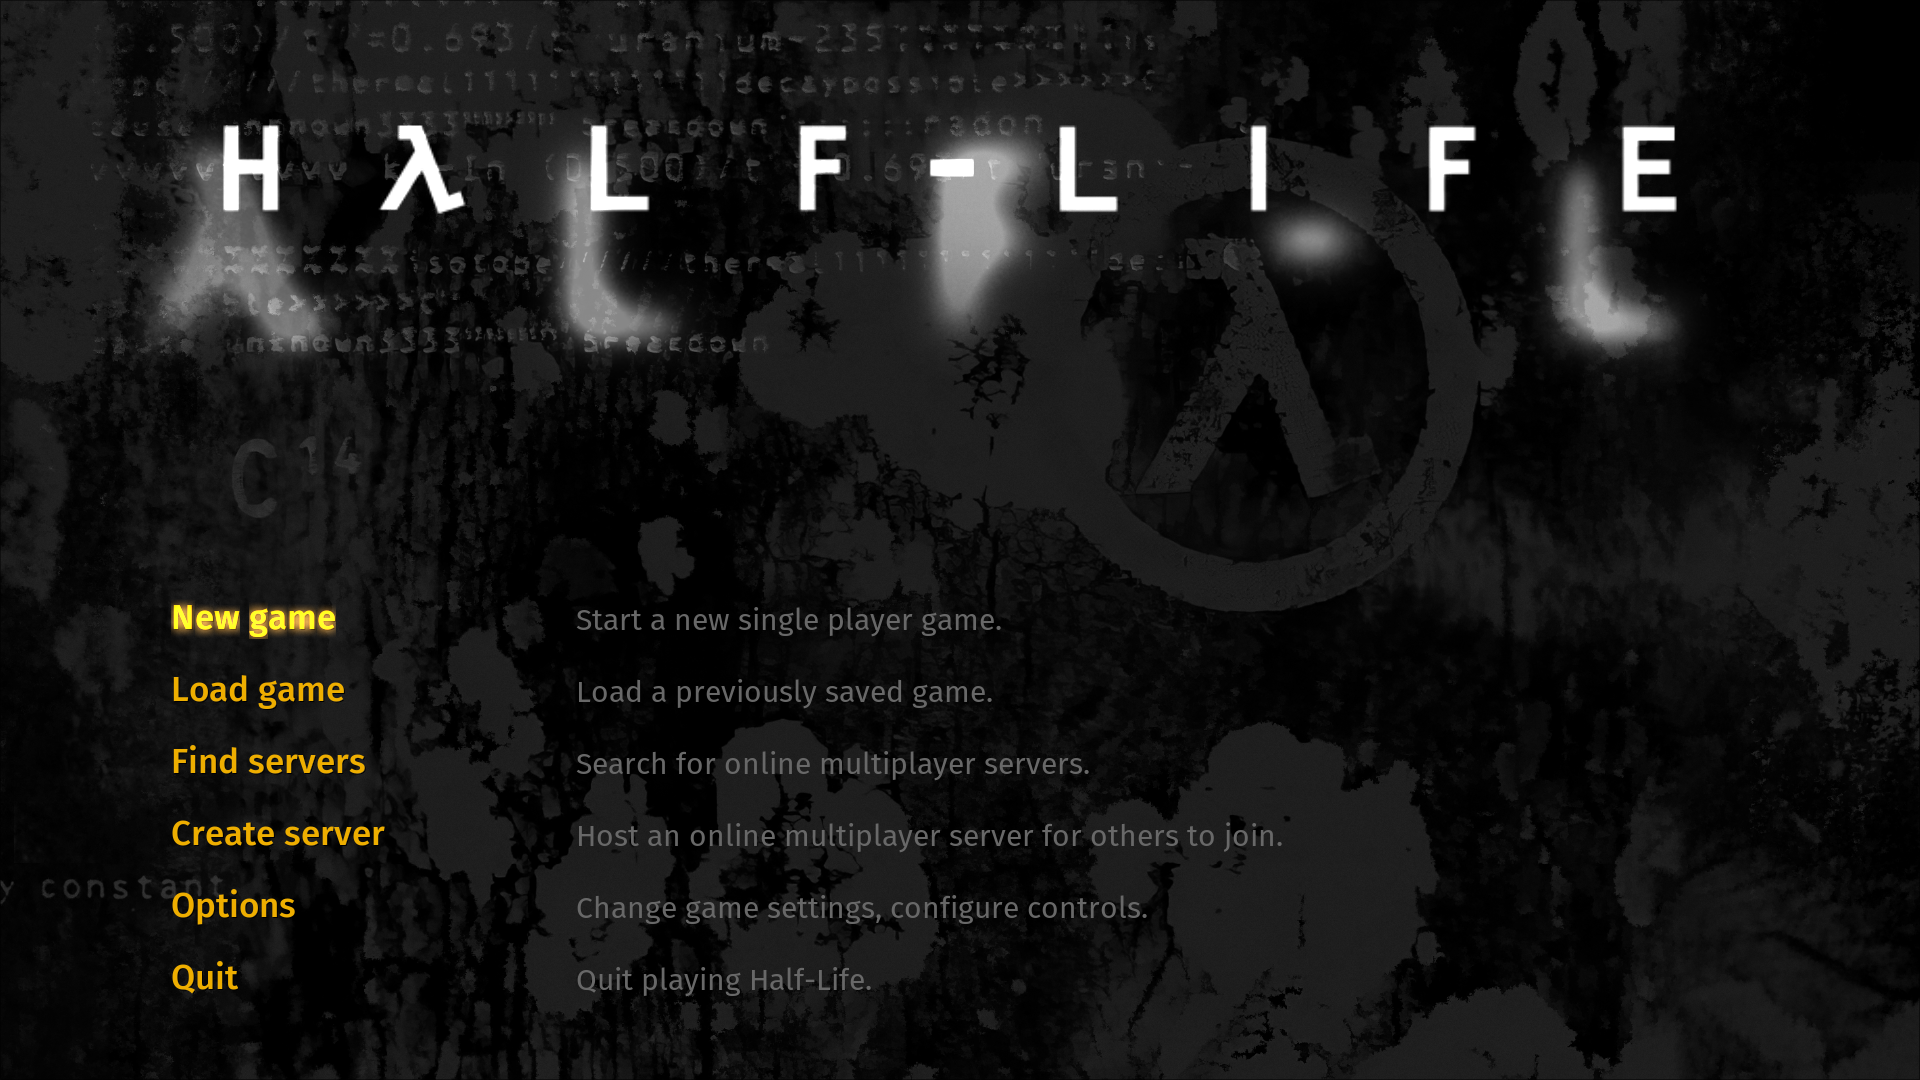 HλLF-LIFE
C14
New game Start a new single player game.
Load game Load a previously saved game.
Find servers Search for online multiplayer servers.
Create server Host an online multiplayer server for others to join.
y constant
Options Change game settings, configure controls.
Quit Quit playing Half-Life.